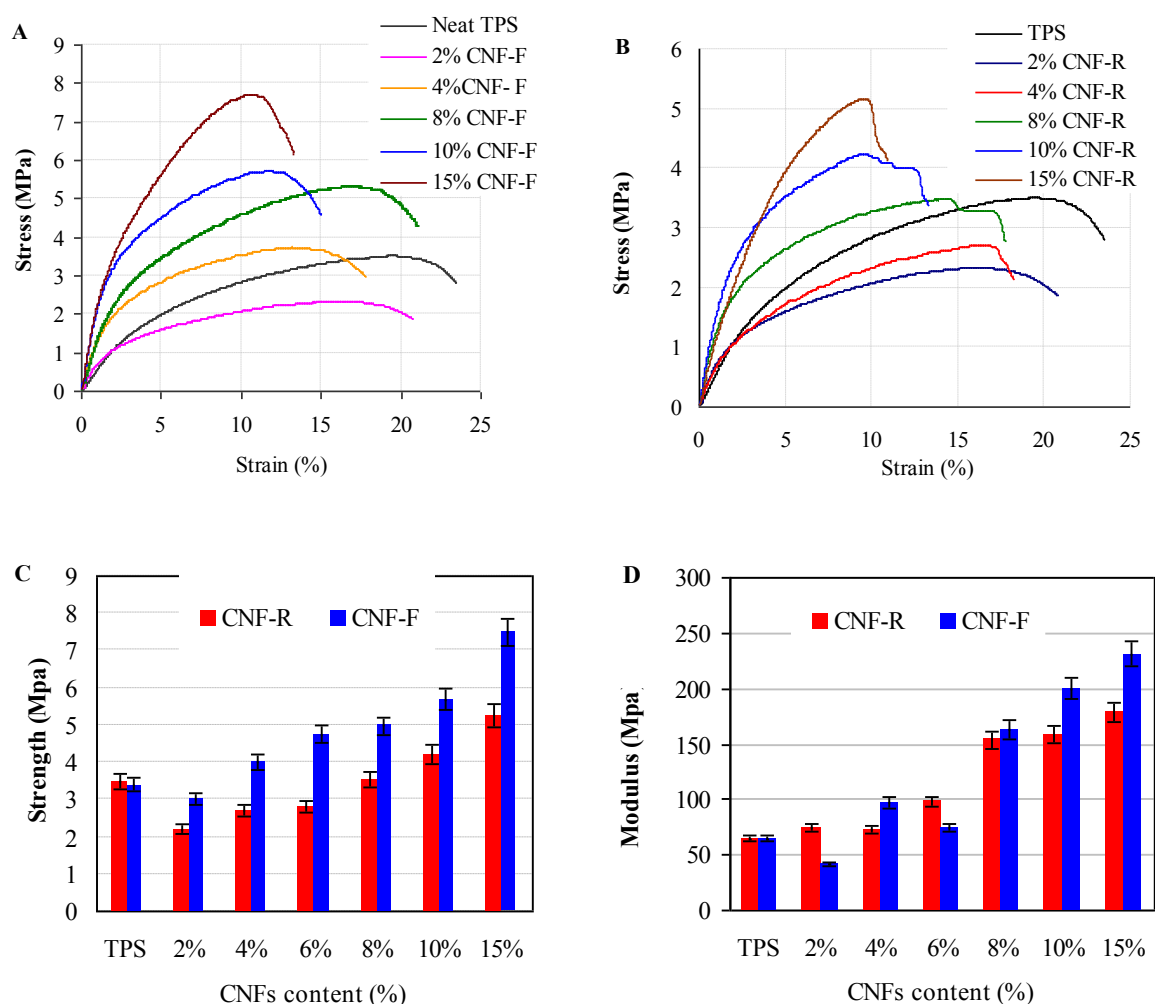 A
Neat TPS
2% CNF-F
4%CNF- F
8% CNF-F
10% CNF-F
15% CNF-F
9
8
7
6
5
4
3
2
1
0
Stress (MPa)
0 5 10 15 20 25
Strain (%)
B
TPS
2% CNF-R
4% CNF-R
8% CNF-R
10% CNF-R
15% CNF-R
6
5
4
3
2
1
0
Stress (MPa)
0 5 10 15 20 25
Strain (%)
C
CNF-R CNF-F
9
8
7
6
5
4
3
2
1
0
Strength (Mpa)
TPS 2% 4% 6% 8% 10% 15%
CNFs content (%)
D
CNF-R CNF-F
300
250
200
150
100
50
0
Modulus (Mpa
TPS 2% 4% 6% 8% 10% 15%
CNFs content (%)